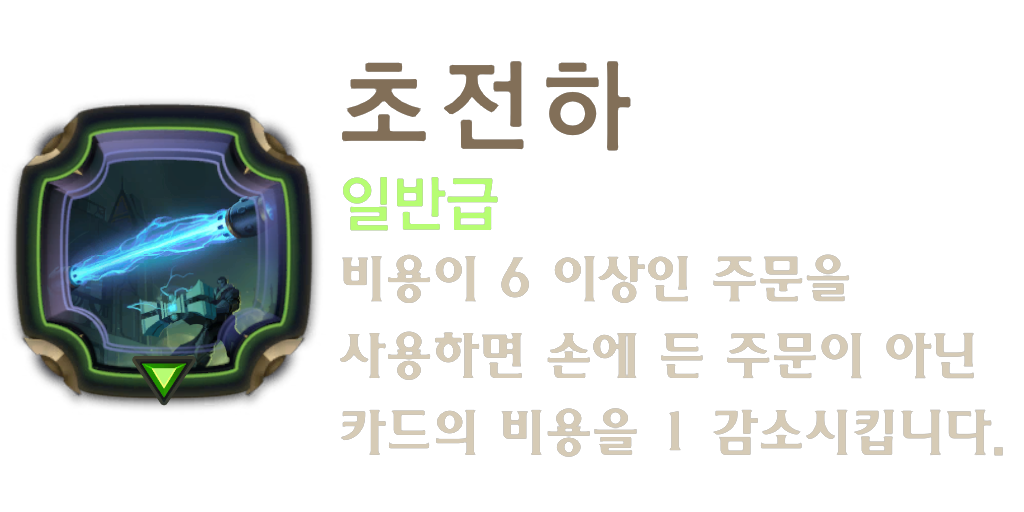 초전하
일반급
비용이 6 이상인 주문을
사용하면 손에 든 주문이 아닌
카드의 비용을 1 감소시킵니다.